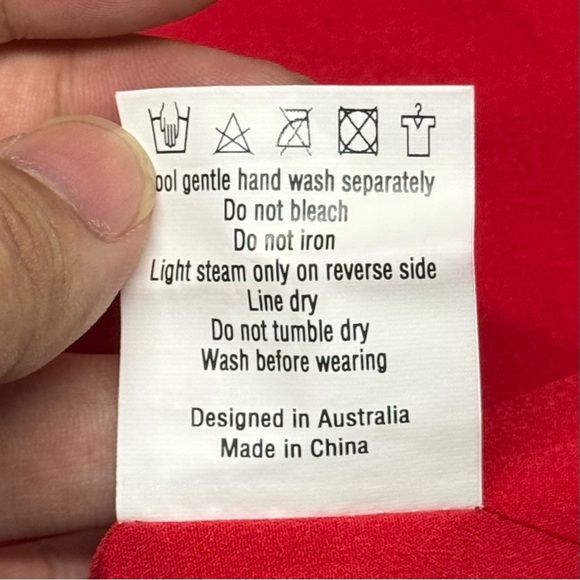 ool gentle hand wash separately
Do not bleach
Do not iron
Light steam only on reverse side
Line dry
Do not tumble dry
Wash before wearing
Designed in Australia
Made in China